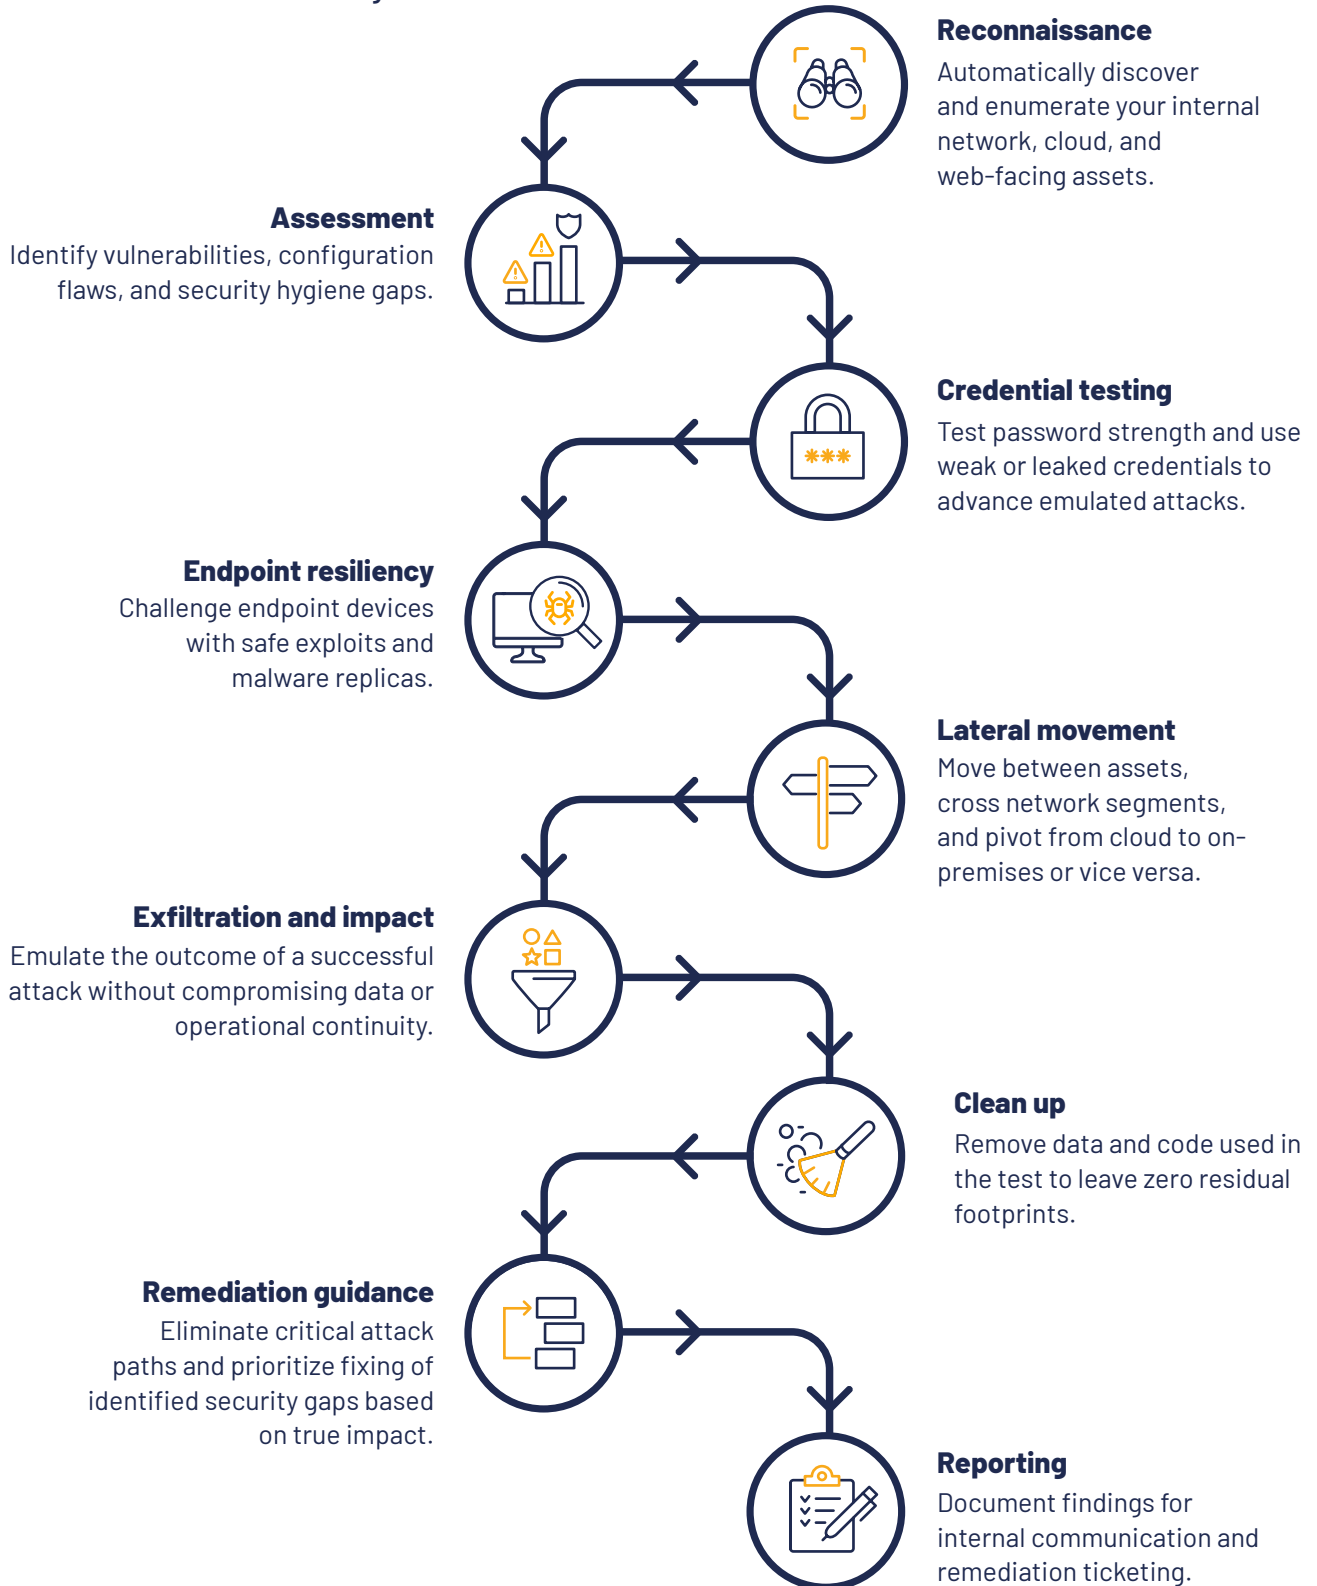 Reconnaissance
Automatically discover
and enumerate your internal
network, cloud, and
web-facing assets.
Assessment
Identify vulnerabilities, configuration
flaws, and security hygiene gaps.
Credential testing
Test password strength and use
weak or leaked credentials to
advance emulated attacks.
***
Endpoint resiliency
Challenge endpoint devices
with safe exploits and
malware replicas.
Lateral movement
Move between assets,
cross network segments,
and pivot from cloud to on-
premises or vice versa.
Exfiltration and impact
Emulate the outcome of a successful
attack without compromising data or
operational continuity.
Clean up
Remove data and code used in
the test to leave zero residual
footprints.
Remediation guidance
Eliminate critical attack
paths and prioritize fixing of
identified security gaps based
on true impact.
Reporting
Document findings for
internal communication and
remediation ticketing.